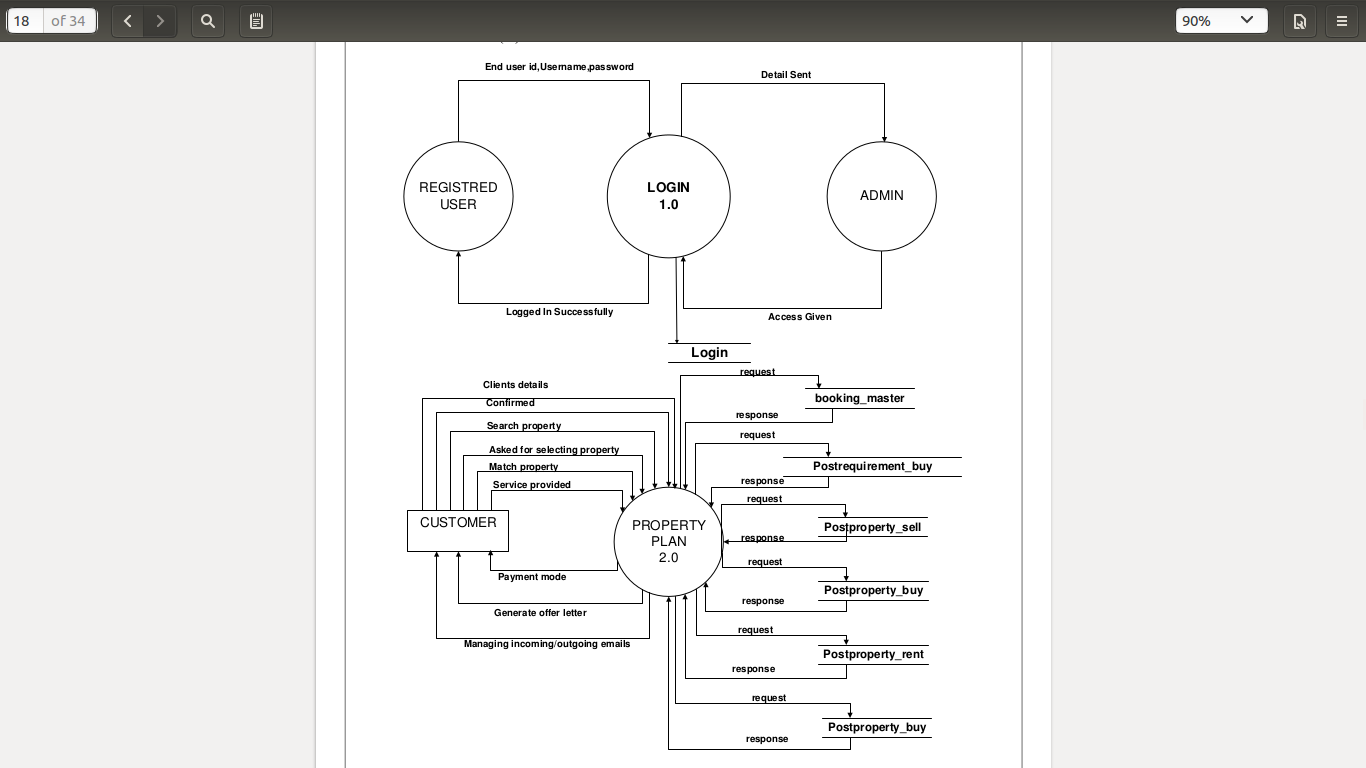 18 of 34
90%
End user id,Username,password
Detail Sent
REGISTRED
USER
LOGIN
1.0
ADMIN
Logged In Successfully
Access Given
Login
request
Clients details
booking_master
Confirmed
response
Search property
request
Asked for selecting property
Match property
Postrequirement_buy
response
Service provided
request
CUSTOMER
PROPERTY
PLAN
2.0
Postproperty_sell
response
request
Payment mode
Postproperty_buy
response
Generate offer letter
request
Managing incoming/outgoing emails
Postproperty_rent
response
request
Postproperty_buy
response